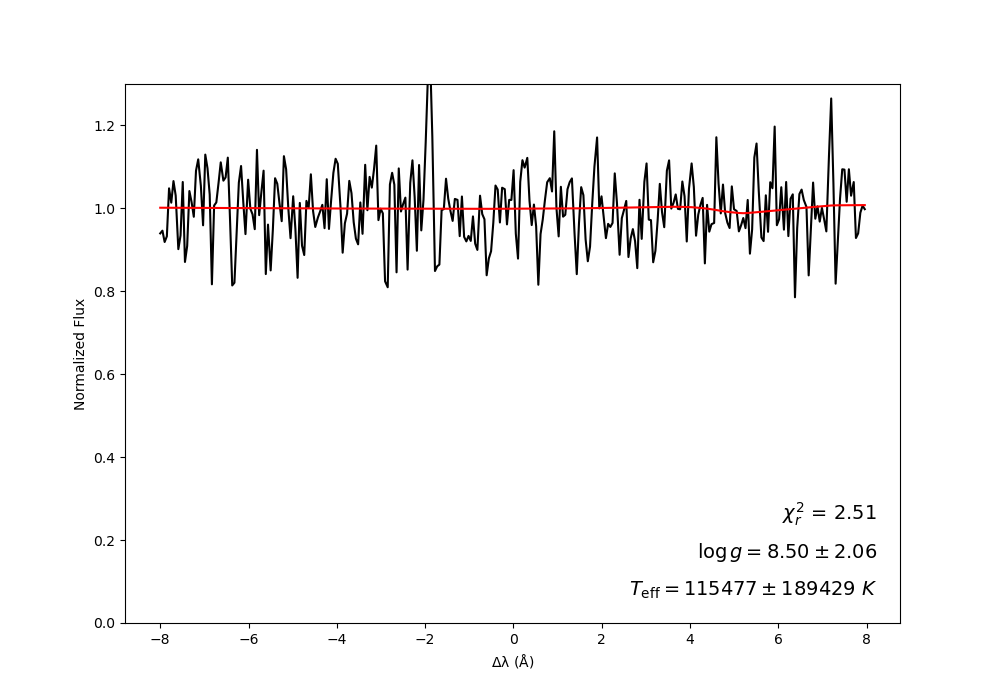 1.2
1.0
0.8
0.6
0.4
0.2
0.0
Normalized Flux
χ²ᵣ = 2.51
log g = 8.50 ± 2.06
T_eff = 115477 ± 189429 K
−8 −6 −4 −2 0 2 4 6 8
Δλ (Å)